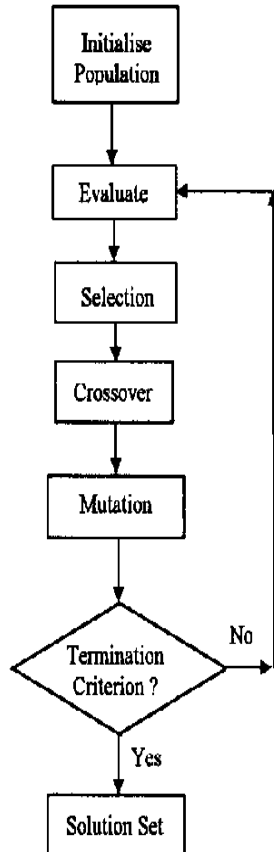 Initialise
Population
Evaluate
Selection
Crossover
Mutation
Termination
Criterion ?
No
Yes
Solution Set